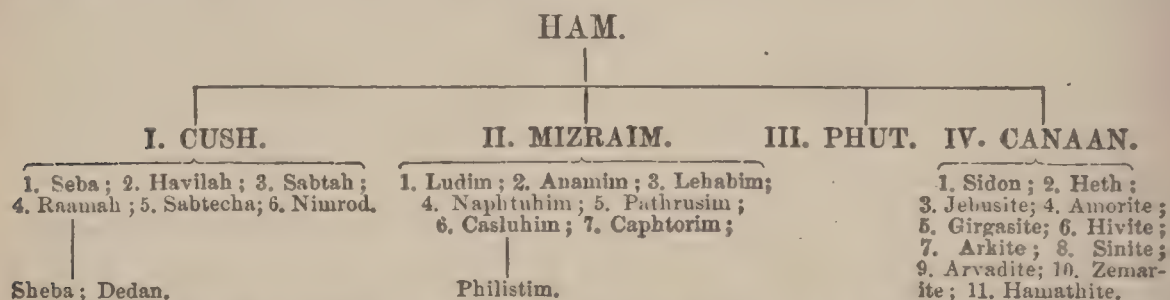 HAM.
I. CUSH.
1. Seba; 2. Havilah; 3. Sabtah;
4. Raamah; 5. Sabtecha; 6. Nimrod.
Sheba; Dedan.
II. MIZRAIM.
1. Ludim; 2. Anamim; 3. Lehabim;
4. Naphtuhim; 5. Pathrusim;
6. Casluhim; 7. Caphtorim;
Philistim.
III. PHUT.
IV. CANAAN.
1. Sidon; 2. Heth;
3. Jebusite; 4. Amorite;
5. Girgasite; 6. Hivite;
7. Arkite; 8. Sinite;
9. Arvadite; 10. Zemar-
ite; 11. Hamathite.